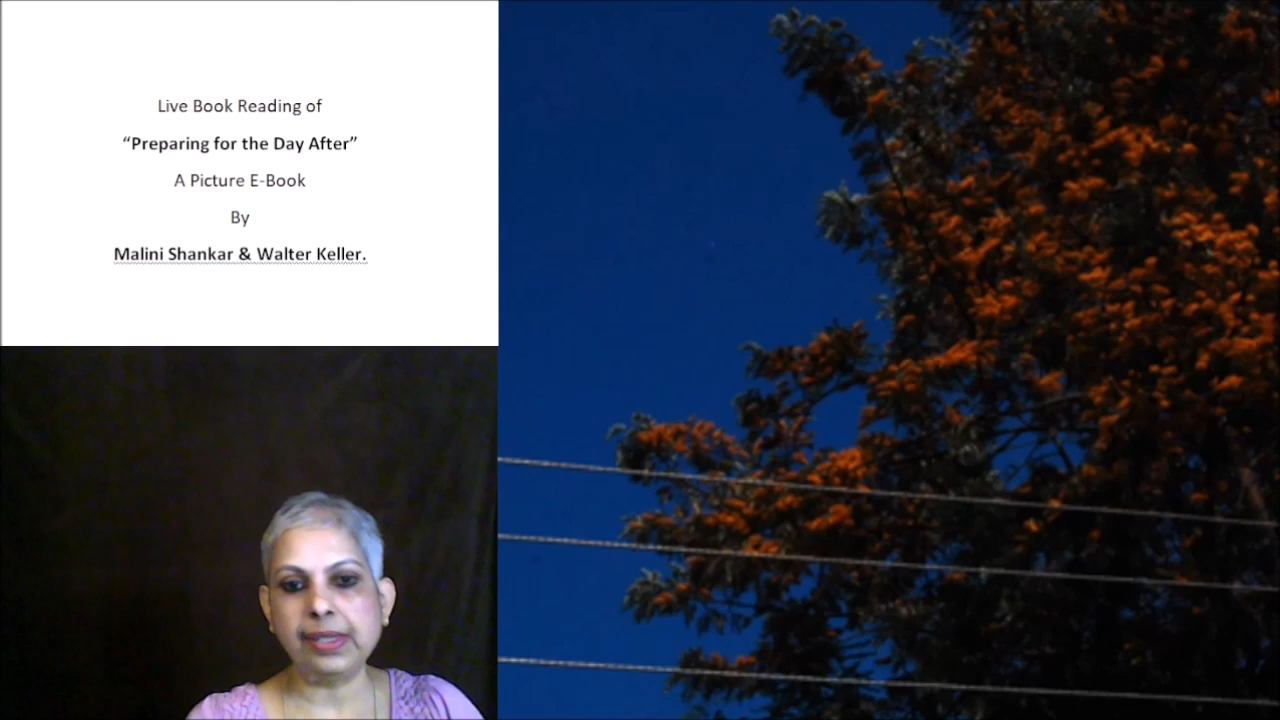 Live Book Reading of
“Preparing for the Day After”
A Picture E-Book
By
Malini Shankar & Walter Keller.